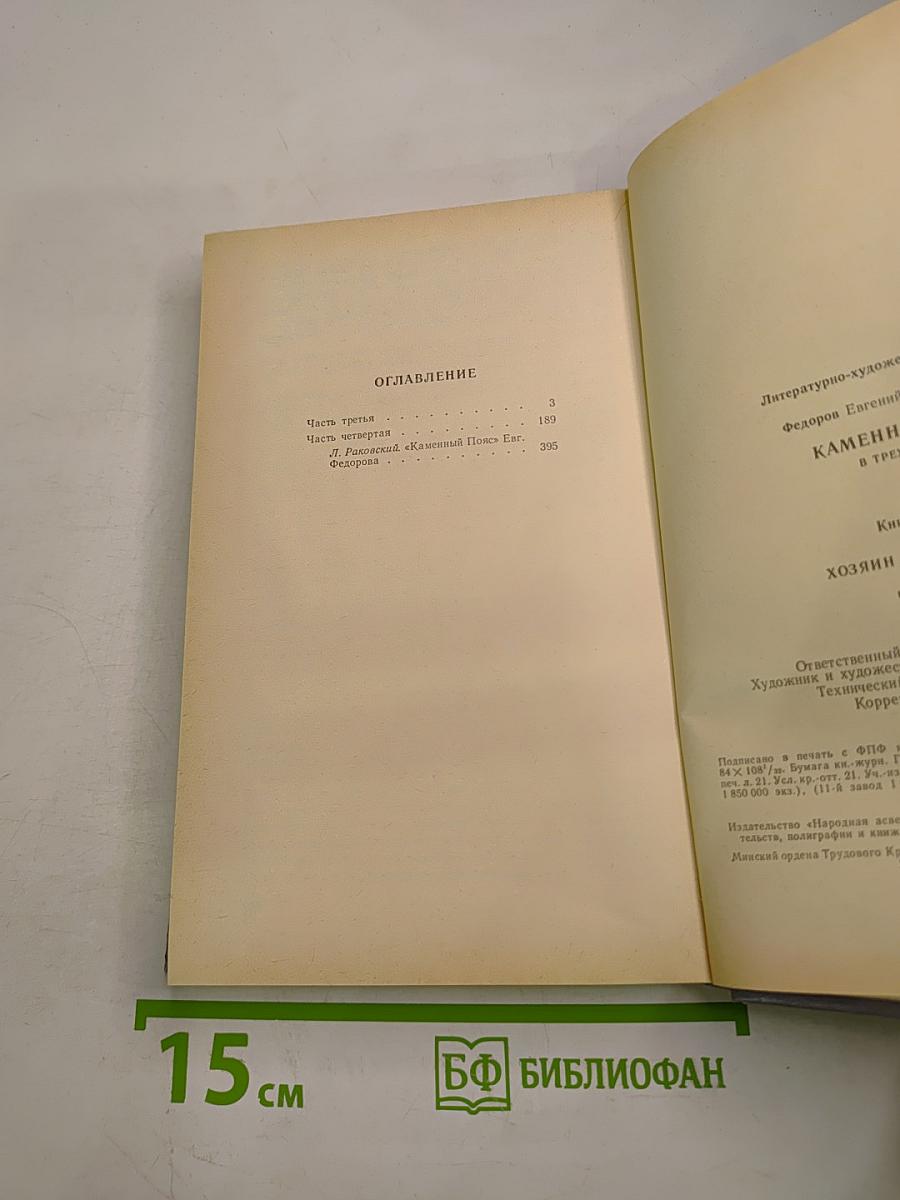 ОГЛАВЛЕНИЕ
Часть третья . . . . . . . . . . 3
Часть четвертая . . . . . . . . . 189
Л. Раковский. «Каменный Пояс» Евг.
Федорова . . . . . . . . . . 395
Литературно-художе
Федоров Евгений
КАМЕНН
В ТРЕ
Кни
ХОЗЯИН
Ответственный
Художник и художес
Технический
Корре
Подписано в печать с ФПФ
84×108¹/₃₂. Бумага кн.-журн. Г
печ. л. 21. Усл. кр.-отт. 21. Уч.-из
1 850 000 экз.). (11-й завод 1
Издательство «Народная асве
тельств, полиграфии и книж
Минский ордена Трудового Кр
15 см
БФ БИБЛИОФАН